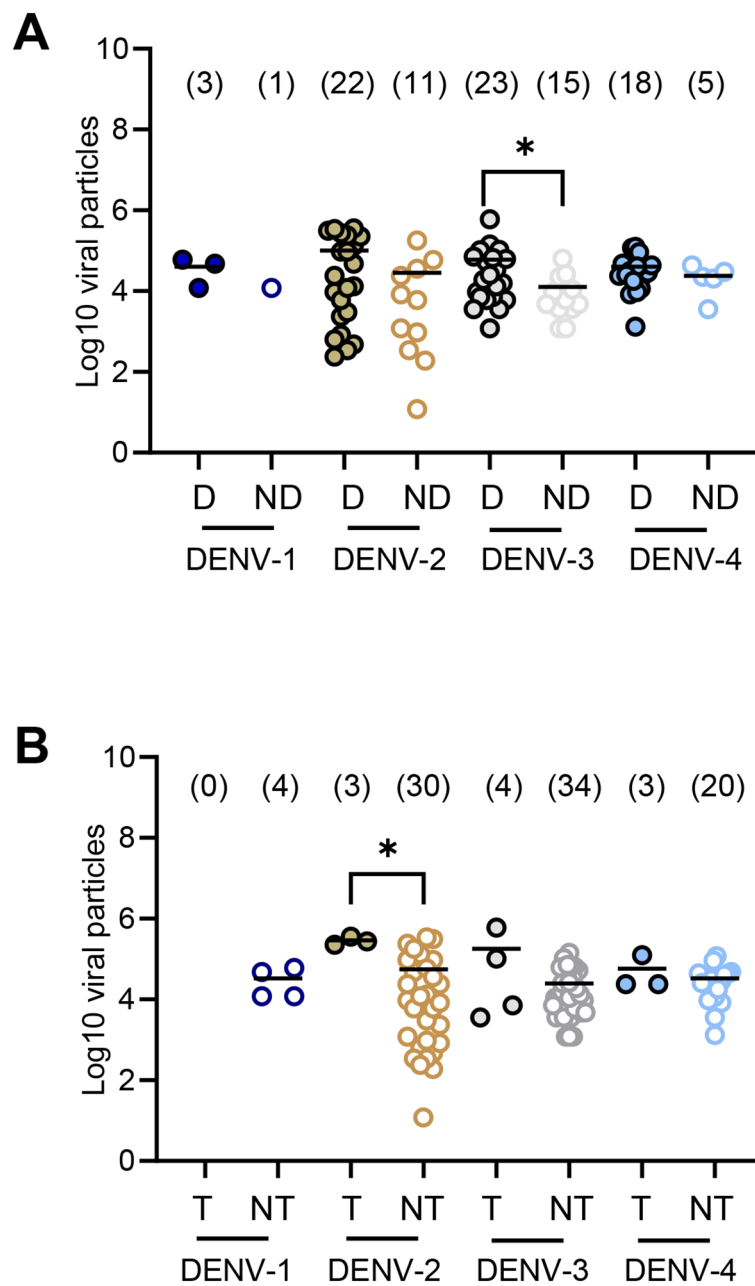 A
10
(3) (1) (22) (11) (23) (15) (18) (5)
8
*
6
4
2
0
Log10 viral particles
D ND D ND D ND D ND
DENV-1 DENV-2 DENV-3 DENV-4
B
10
(0) (4) (3) (30) (4) (34) (3) (20)
8
*
6
4
2
0
Log10 viral particles
T NT T NT T NT T NT
DENV-1 DENV-2 DENV-3 DENV-4